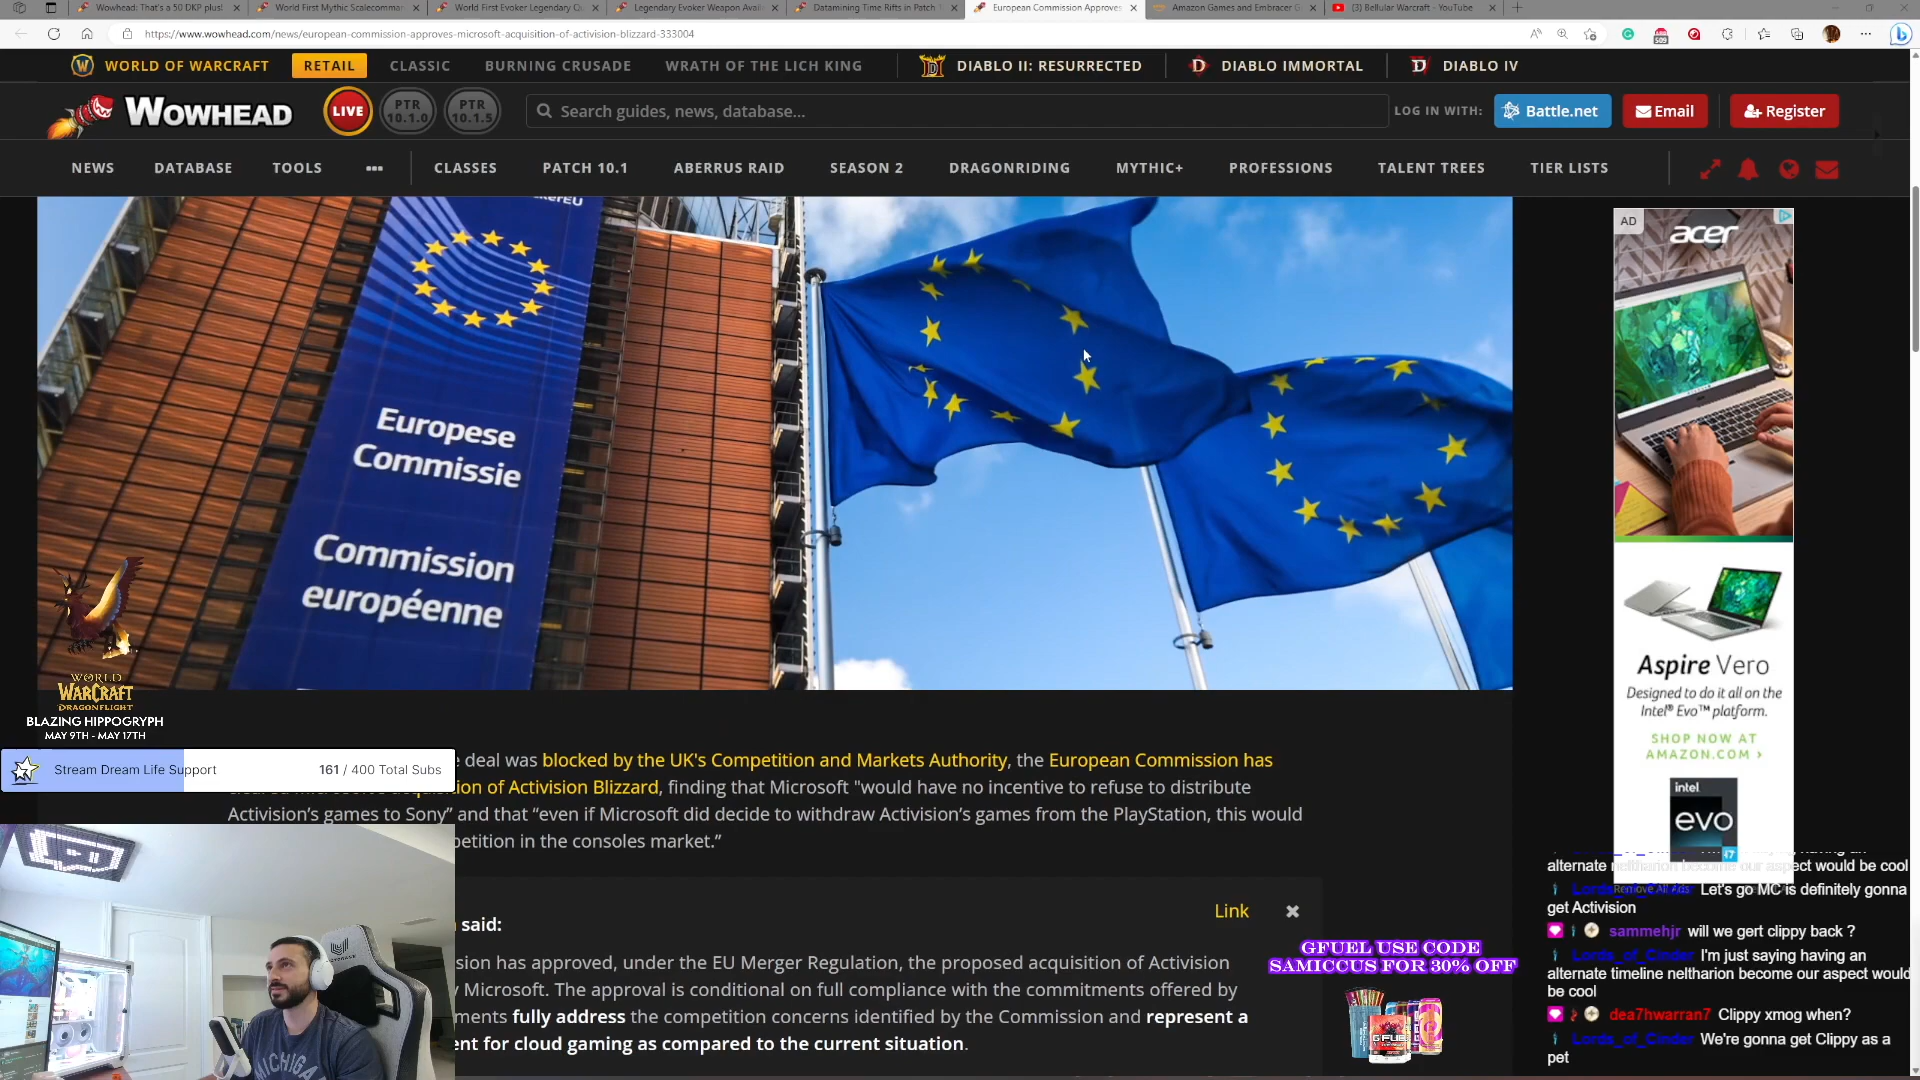 Wowhead: That's a 50 DKP plus!
World First Mythic Scalecomman
World First Evoker Legendary Cu
Legendary Evoker Weapon Avail
Datamining Time Rifts in Patch
European Commission Approves
Amazon Games and Embracer G
(3) Bellular Warcraft - YouTube
https://www.wowhead.com/news/european-commission-approves-microsoft-acquisition-of-activision-blizzard-333004
WORLD OF WARCRAFT RETAIL CLASSIC BURNING CRUSADE WRATH OF THE LICH KING DIABLO II: RESURRECTED DIABLO IMMORTAL DIABLO IV
WOWHEAD LIVE PTR 10.1.0 PTR 10.1.5 Search guides, news, database... LOG IN WITH: Battle.net Email Register
NEWS DATABASE TOOLS ••• CLASSES PATCH 10.1 ABERRUS RAID SEASON 2 DRAGONRIDING MYTHIC+ PROFESSIONS TALENT TREES TIER LISTS
Europese
Commissie
Commission
européenne
AD
acer
Aspire Vero
Designed to do it all on the
Intel® Evo™ platform.
SHOP NOW AT
AMAZON.COM ›
intel
evo
i7
WORLD
WARCRAFT
DRAGONFLIGHT
BLAZING HIPPOGRYPH
MAY 9TH - MAY 17TH
Stream Dream Life Support 161 / 400 Total Subs
e deal was blocked by the UK's Competition and Markets Authority, the European Commission has
ion of Activision Blizzard, finding that Microsoft "would have no incentive to refuse to distribute
Activision's games to Sony” and that “even if Microsoft did decide to withdraw Activision's games from the PlayStation, this would
petition in the consoles market.”
said:
Link
sion has approved, under the EU Merger Regulation, the proposed acquisition of Activision
y Microsoft. The approval is conditional on full compliance with the commitments offered by
ments fully address the competition concerns identified by the Commission and represent a
ent for cloud gaming as compared to the current situation.
GFUEL USE CODE
SAMICCUS FOR 30% OFF
alternate neltharion become our aspect would be cool
Lords_of_Cinder Let's go MC is definitely gonna
get Activision
sammehjr will we gert clippy back ?
Lords_of_Cinder I'm just saying having an
alternate timeline neltharion become our aspect would
be cool
dea7hwarran7 Clippy xmog when?
Lords_of_Cinder We're gonna get Clippy as a
pet